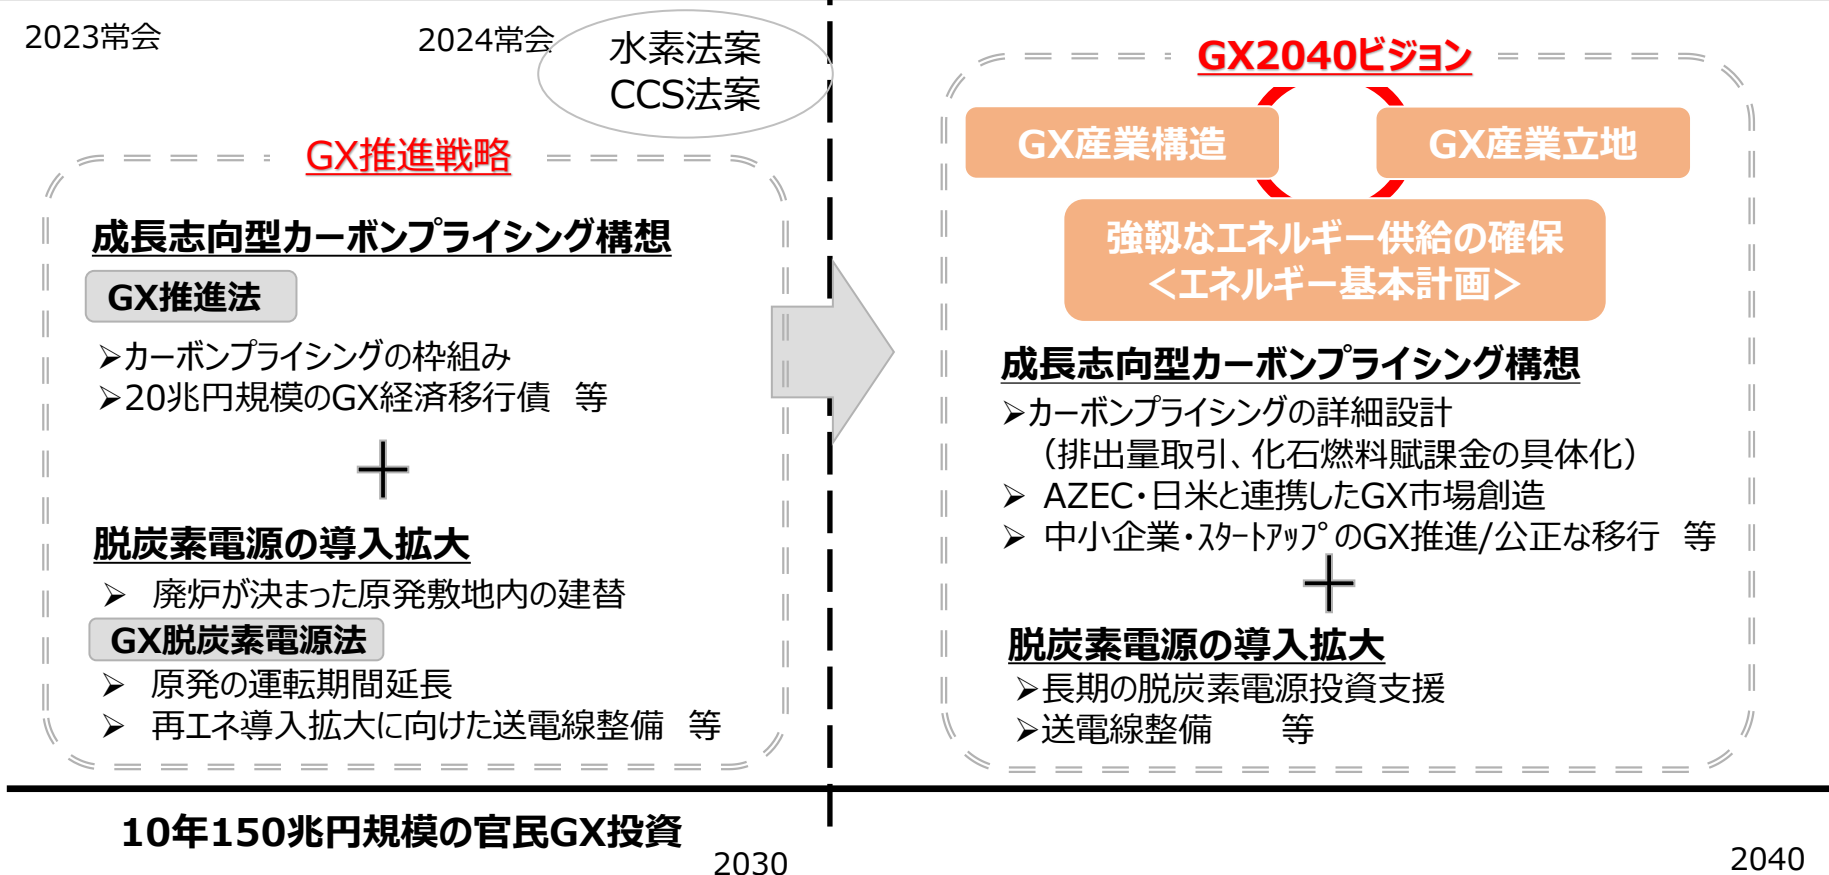 2023常会
2024常会
水素法案
CCS法案
GX推進戦略
成長志向型カーボンプライシング構想
GX推進法
➢カーボンプライシングの枠組み
➢20兆円規模のGX経済移行債　等
＋
脱炭素電源の導入拡大
➢ 廃炉が決まった原発敷地内の建替
GX脱炭素電源法
➢ 原発の運転期間延長
➢ 再エネ導入拡大に向けた送電線整備　等
10年150兆円規模の官民GX投資
2030
GX2040ビジョン
GX産業構造
GX産業立地
強靱なエネルギー供給の確保
＜エネルギー基本計画＞
成長志向型カーボンプライシング構想
➢カーボンプライシングの詳細設計
（排出量取引、化石燃料賦課金の具体化）
➢ AZEC・日米と連携したGX市場創造
➢ 中小企業・ｽﾀｰﾄｱｯﾌﾟのGX推進/公正な移行　等
＋
脱炭素電源の導入拡大
➢長期の脱炭素電源投資支援
➢送電線整備　　等
2040